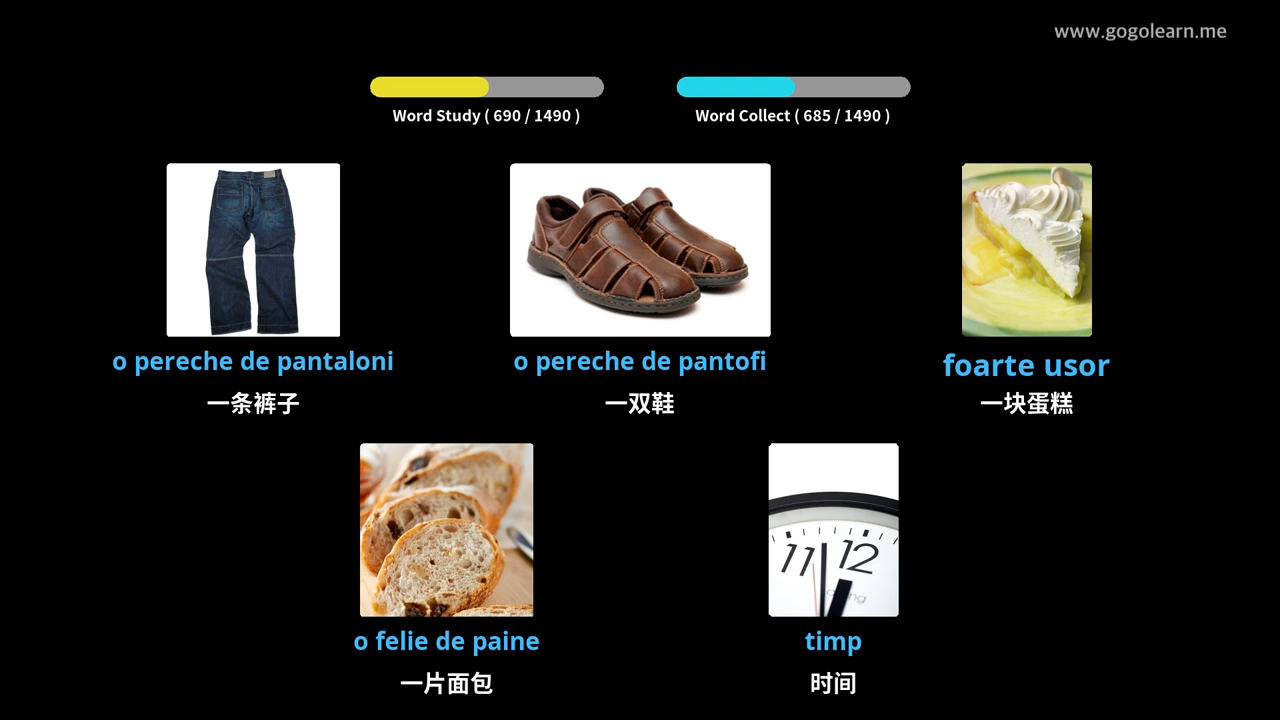 www.gogolearn.me
Word Study ( 690 / 1490 )
Word Collect ( 685 / 1490 )
o pereche de pantaloni
一条裤子
o pereche de pantofi
一双鞋
foarte usor
一块蛋糕
11 12
o felie de paine
一片面包
timp
时间